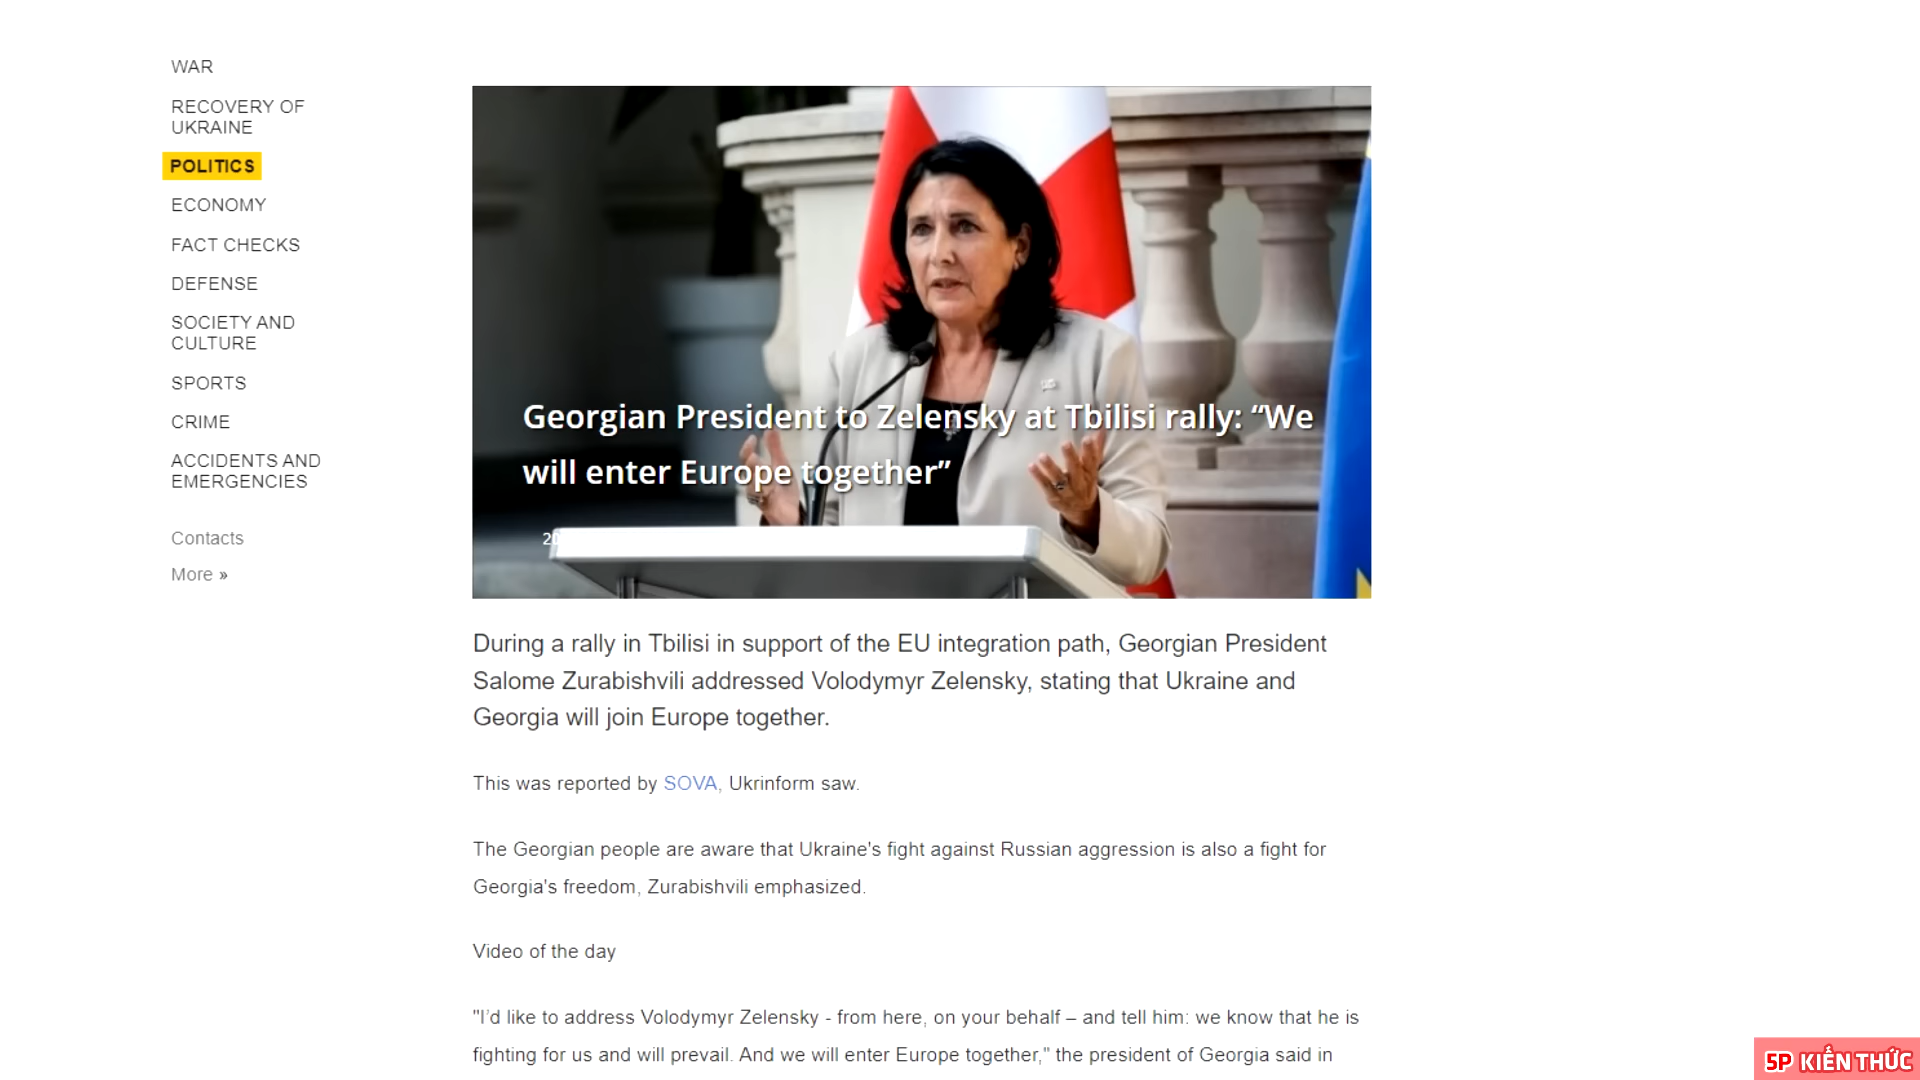 WAR
RECOVERY OF
UKRAINE
POLITICS
ECONOMY
FACT CHECKS
DEFENSE
SOCIETY AND
CULTURE
SPORTS
CRIME
ACCIDENTS AND
EMERGENCIES
Contacts
More »
Georgian President to Zelensky at Tbilisi rally: “We
will enter Europe together”
During a rally in Tbilisi in support of the EU integration path, Georgian President
Salome Zurabishvili addressed Volodymyr Zelensky, stating that Ukraine and
Georgia will join Europe together.
This was reported by SOVA, Ukrinform saw.
The Georgian people are aware that Ukraine's fight against Russian aggression is also a fight for
Georgia's freedom, Zurabishvili emphasized.
Video of the day
"I’d like to address Volodymyr Zelensky - from here, on your behalf – and tell him: we know that he is
fighting for us and will prevail. And we will enter Europe together," the president of Georgia said in
5P KIẾN THỨC